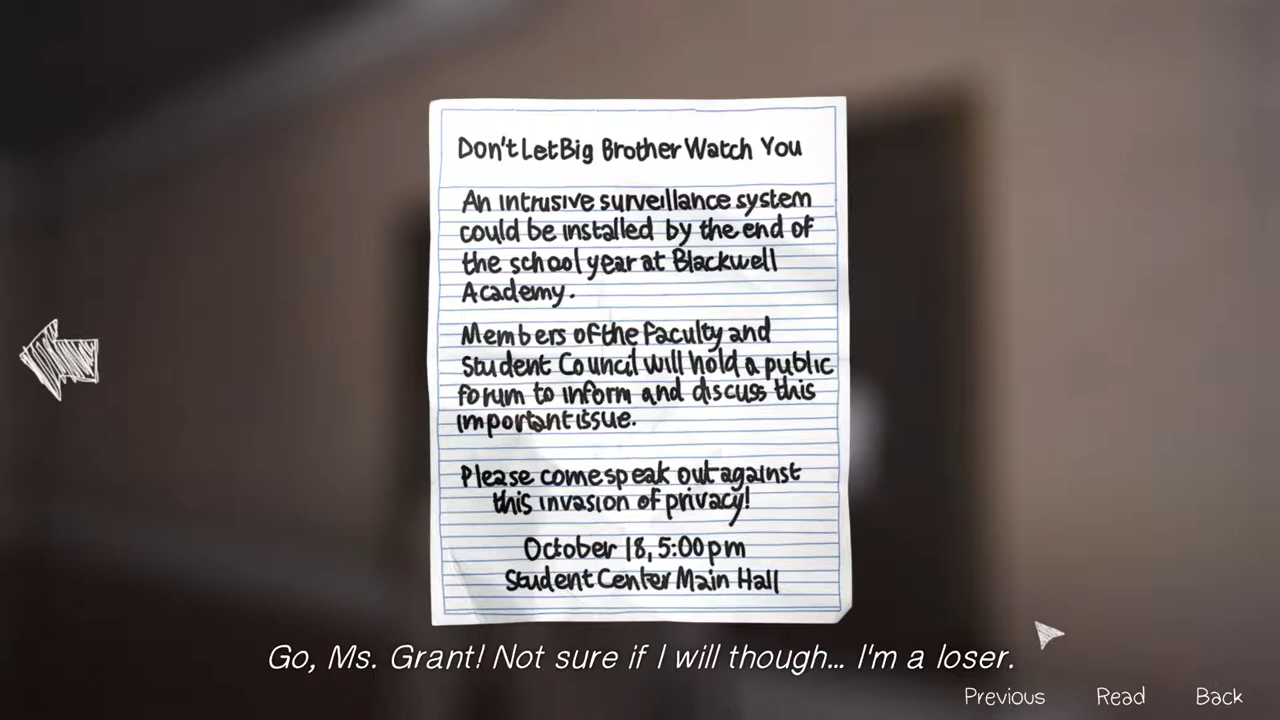 Don't Let Big Brother Watch You
An intrusive surveillance system
could be installed by the end of
the school year at Blackwell
Academy.
Members of the faculty and
Student Council will hold a public
forum to inform and discuss this
important issue.
Please come speak out against
this invasion of privacy!
October 18, 5:00pm
Student Center Main Hall
Go, Ms. Grant! Not sure if I will though... I'm a loser.
Previous Read Back